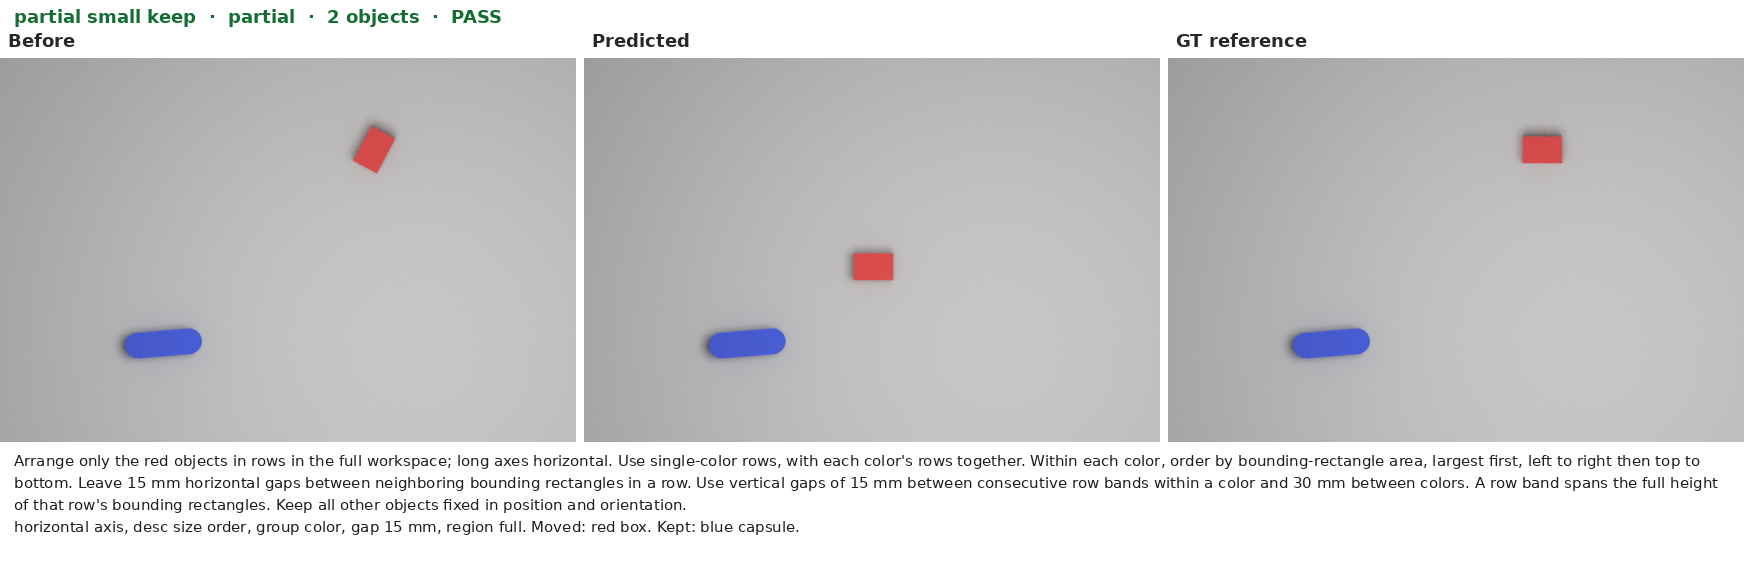 partial small keep · partial · 2 objects · PASS
Before
Predicted
GT reference
Arrange only the red objects in rows in the full workspace; long axes horizontal. Use single-color rows, with each color's rows together. Within each color, order by bounding-rectangle area, largest first, left to right then top to
bottom. Leave 15 mm horizontal gaps between neighboring bounding rectangles in a row. Use vertical gaps of 15 mm between consecutive row bands within a color and 30 mm between colors. A row band spans the full height
of that row's bounding rectangles. Keep all other objects fixed in position and orientation.
horizontal axis, desc size order, group color, gap 15 mm, region full. Moved: red box. Kept: blue capsule.